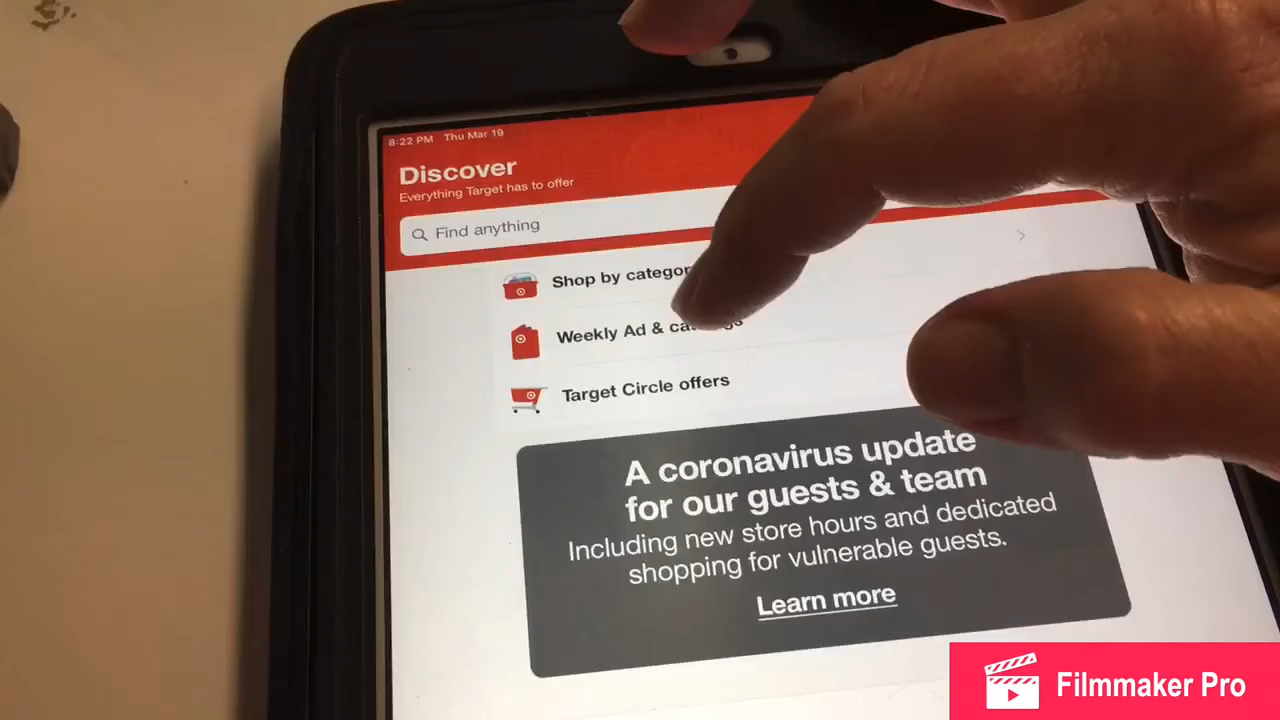 8:22 PM Thu Mar 19
Discover
Everything Target has to offer
Find anything
Shop by categor
Weekly Ad & ca
Target Circle offers
A coronavirus update
for our guests & team
Including new store hours and dedicated
shopping for vulnerable guests.
Learn more
Filmmaker Pro